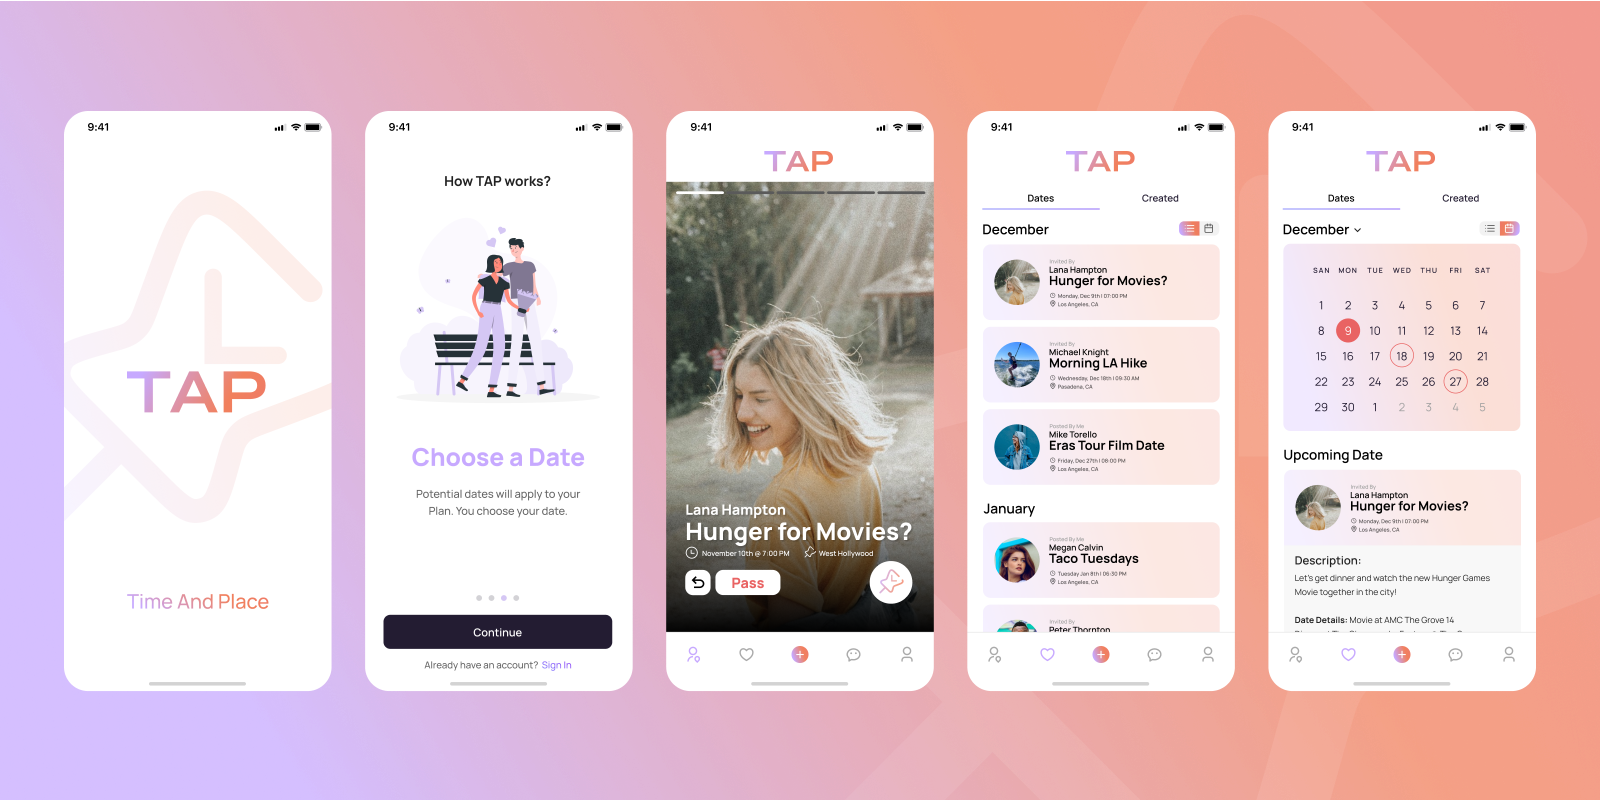 9:41
TAP
Time And Place
9:41
How TAP works?
Choose a Date
Potential dates will apply to your
Plan. You choose your date.
Continue
Already have an account? Sign In
9:41
TAP
Lana Hampton
Hunger for Movies?
November 10th @ 7:00 PM West Hollywood
Pass
9:41
TAP
Dates Created
December
Invited By
Lana Hampton
Hunger for Movies?
Monday, Dec 9th | 07:00 PM
Los Angeles, CA
Invited By
Michael Knight
Morning LA Hike
Wednesday, Dec 18th | 09:30 AM
Pasadena, CA
Posted By Me
Mike Torello
Eras Tour Film Date
Friday, Dec 27th | 08:00 PM
Los Angeles, CA
January
Posted By Me
Megan Calvin
Taco Tuesdays
Tuesday Jan 8th | 06:30 PM
Los Angeles, CA
Invited By
Peter Thornton
9:41
TAP
Dates Created
December
SAN MON TUE WED THU FRI SAT
1 2 3 4 5 6 7
8 9 10 11 12 13 14
15 16 17 18 19 20 21
22 23 24 25 26 27 28
29 30 1 2 3 4 5
Upcoming Date
Invited By
Lana Hampton
Hunger for Movies?
Monday, Dec 9th | 07:00 PM
Los Angeles, CA
Description:
Let's get dinner and watch the new Hunger Games
Movie together in the city!
Date Details: Movie at AMC The Grove 14